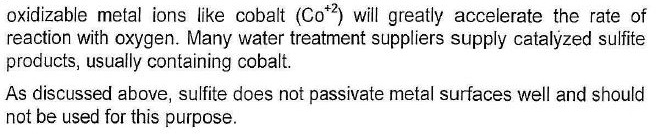 oxidizable metal ions like cobalt (Co⁺²) will greatly accelerate the rate of
reaction with oxygen. Many water treatment suppliers supply catalyzed sulfite
products, usually containing cobalt.
As discussed above, sulfite does not passivate metal surfaces well and should
not be used for this purpose.